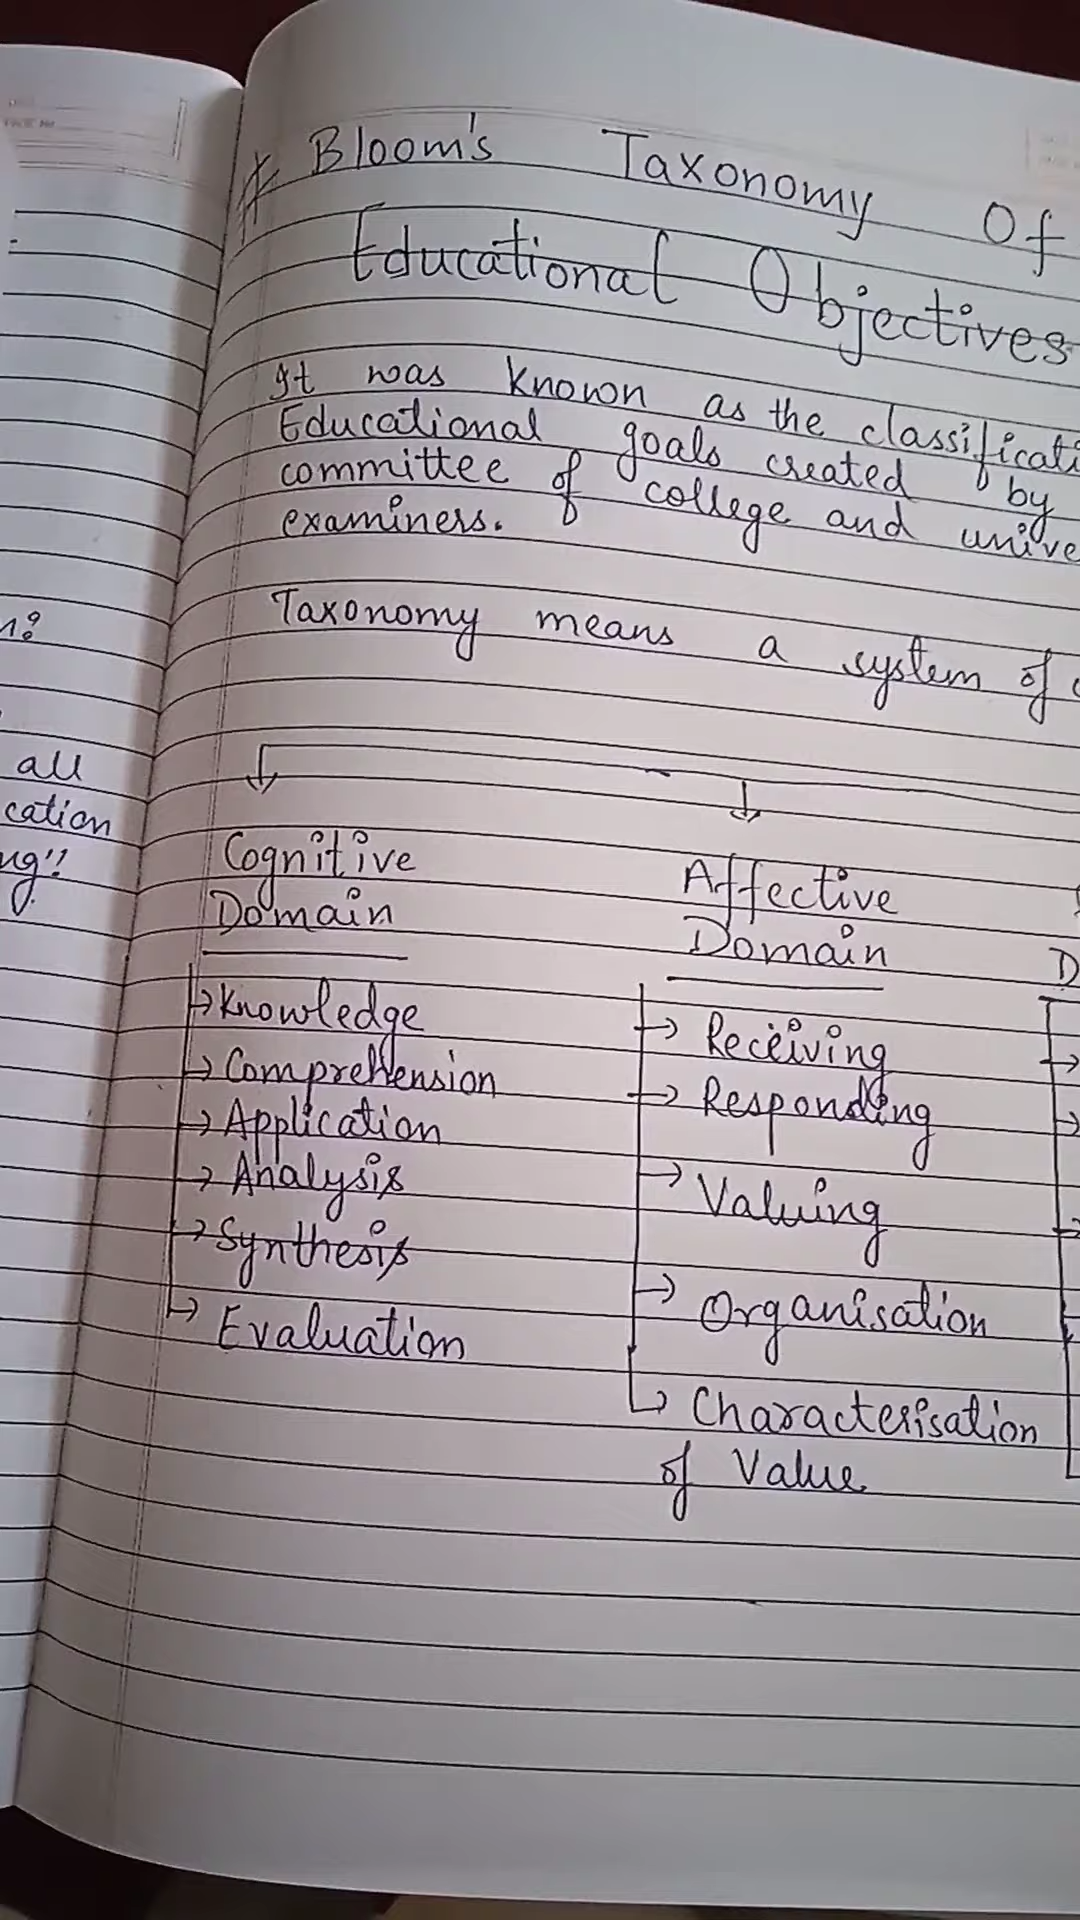 Bloom's Taxonomy Of
Educational Objectives
It was known as the
Educational goals created by
committee of college and
examiners.
Taxonomy means a system of
Cognitive
Domain
Knowledge
Comprehension
Application
Analysis
Synthesis
Evaluation
Affective
Domain
Receiving
Responding
Valuing
Organisation
Characterisation
of Value
D
all
cation